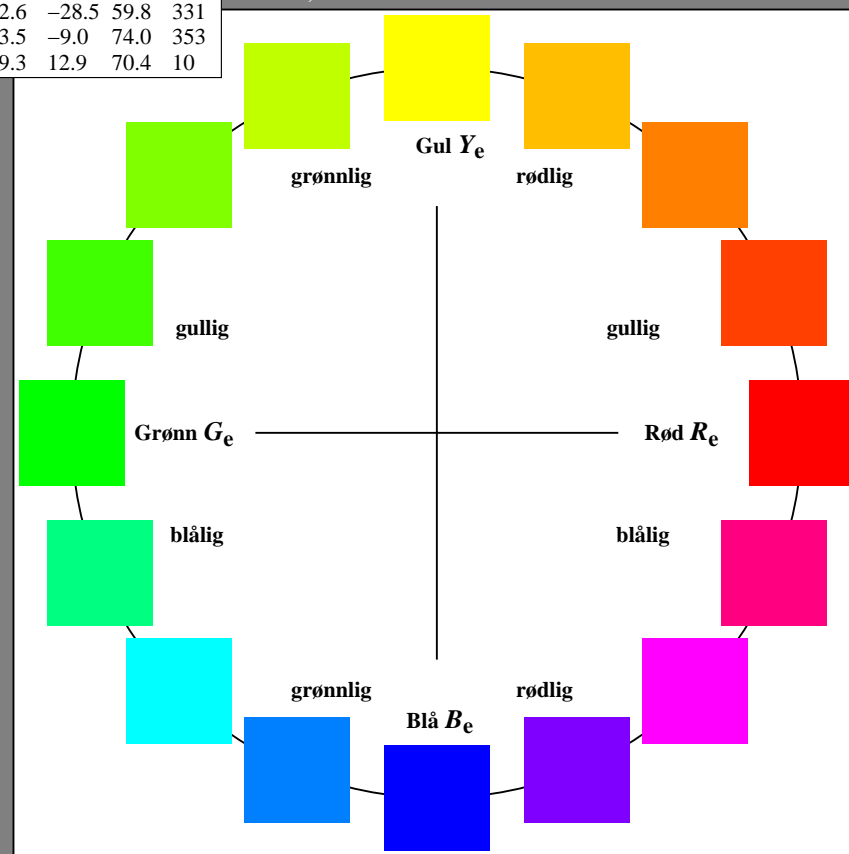 2.6 −28.5 59.8 331
3.5 −9.0 74.0 353
9.3 12.9 70.4 10
Gul Yₑ
grønnlig rødlig
gullig gullig
Grønn Gₑ Rød Rₑ
blålig blålig
grønnlig rødlig
Blå Bₑ